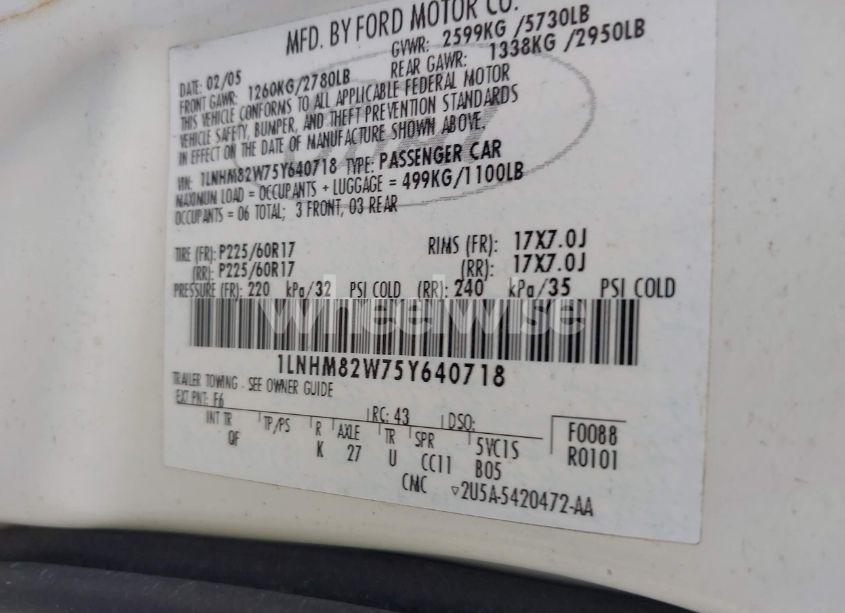 MFD. BY FORD MOTOR CO.
DATE: 02/05 GVWR: 2599KG /5730LB
FRONT GAWR: 1260KG/2780LB REAR GAWR: 1338KG /2950LB
THIS VEHICLE CONFORMS TO ALL APPLICABLE FEDERAL MOTOR
VEHICLE SAFETY, BUMPER, AND THEFT PREVENTION STANDARDS
IN EFFECT ON THE DATE OF MANUFACTURE SHOWN ABOVE.
VIN: 1LNHM82W75Y640718 TYPE: PASSENGER CAR
MAXIMUM LOAD = OCCUPANTS + LUGGAGE = 499KG/1100LB
OCCUPANTS = 06 TOTAL; 3 FRONT, 03 REAR
TIRE (FR): P225/60R17 RIMS (FR): 17X7.0J
(RR): P225/60R17 (RR): 17X7.0J
PRESSURE (FR): 220 kPa/32 PSI COLD (RR): 240 kPa/35 PSI COLD
wheelwise
1LNHM82W75Y640718
TRAILER TOWING - SEE OWNER GUIDE
EXT PNT: F6 RC: 43 DSO: F0088
INT TR TP/PS R AXLE TR SPR 5VC1S R0101
QF K 27 U CC11 B05
CMC 2U5A-5420472-AA